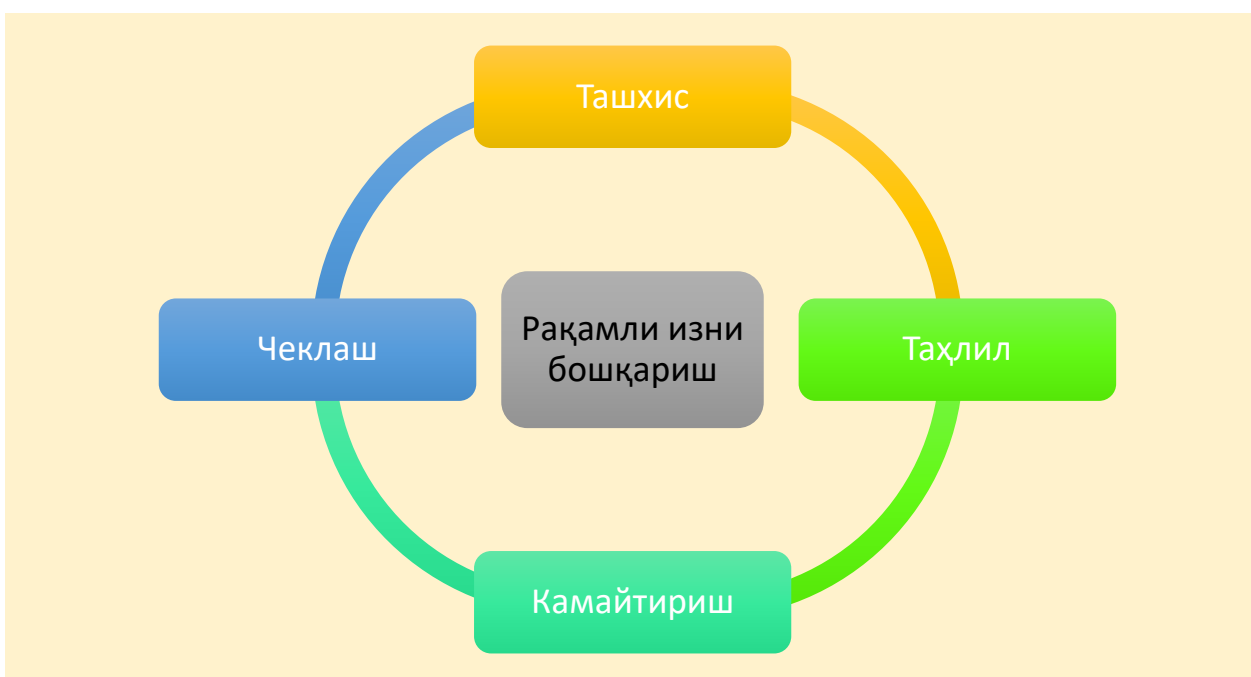 Ташхис
Чеклаш
Рақамли изни
бошқариш
Таҳлил
Камайтириш